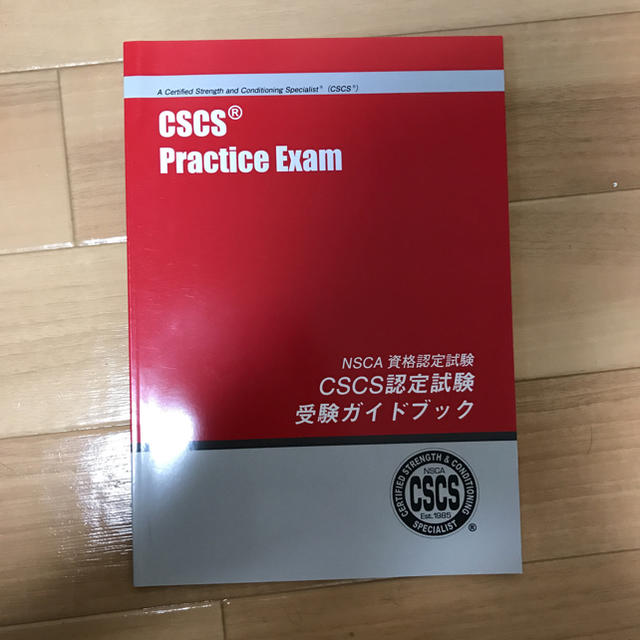 A Certified Strength and Conditioning Specialist® (CSCS®)
CSCS®
Practice Exam
NSCA 資格認定試験
CSCS認定試験
受験ガイドブック
CERTIFIED STRENGTH & CONDITIONING
NSCA
CSCS
Est.1985
SPECIALIST
®